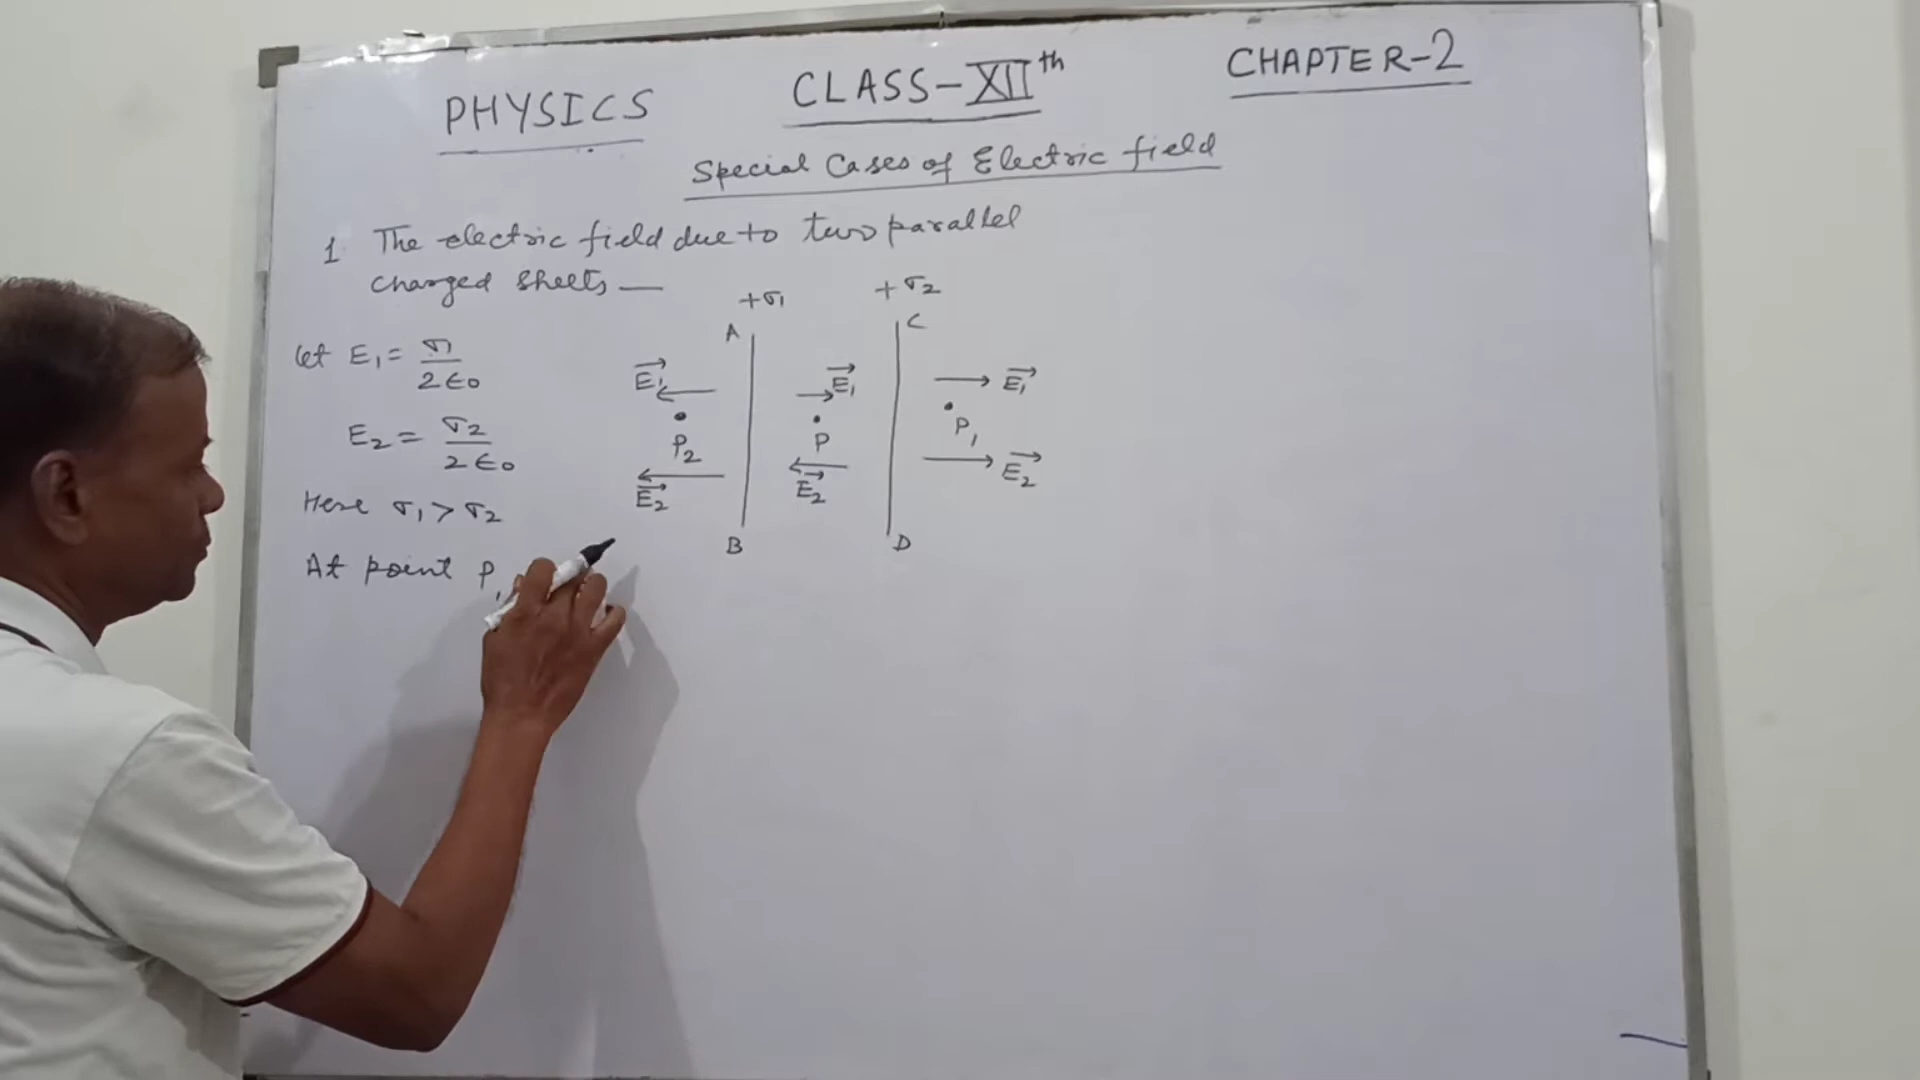 PHYSICS CLASS-XIIth CHAPTER-2
Special Cases of Electric field
1. The electric field due to two parallel
charged sheets —
+σ1 +σ2
A C
let E1 = σ1/2ϵ0
E1 E1 E1
P2 P P1
E2 = σ2/2ϵ0
E2 E2 E2
Here σ1 > σ2
B D
At point P1